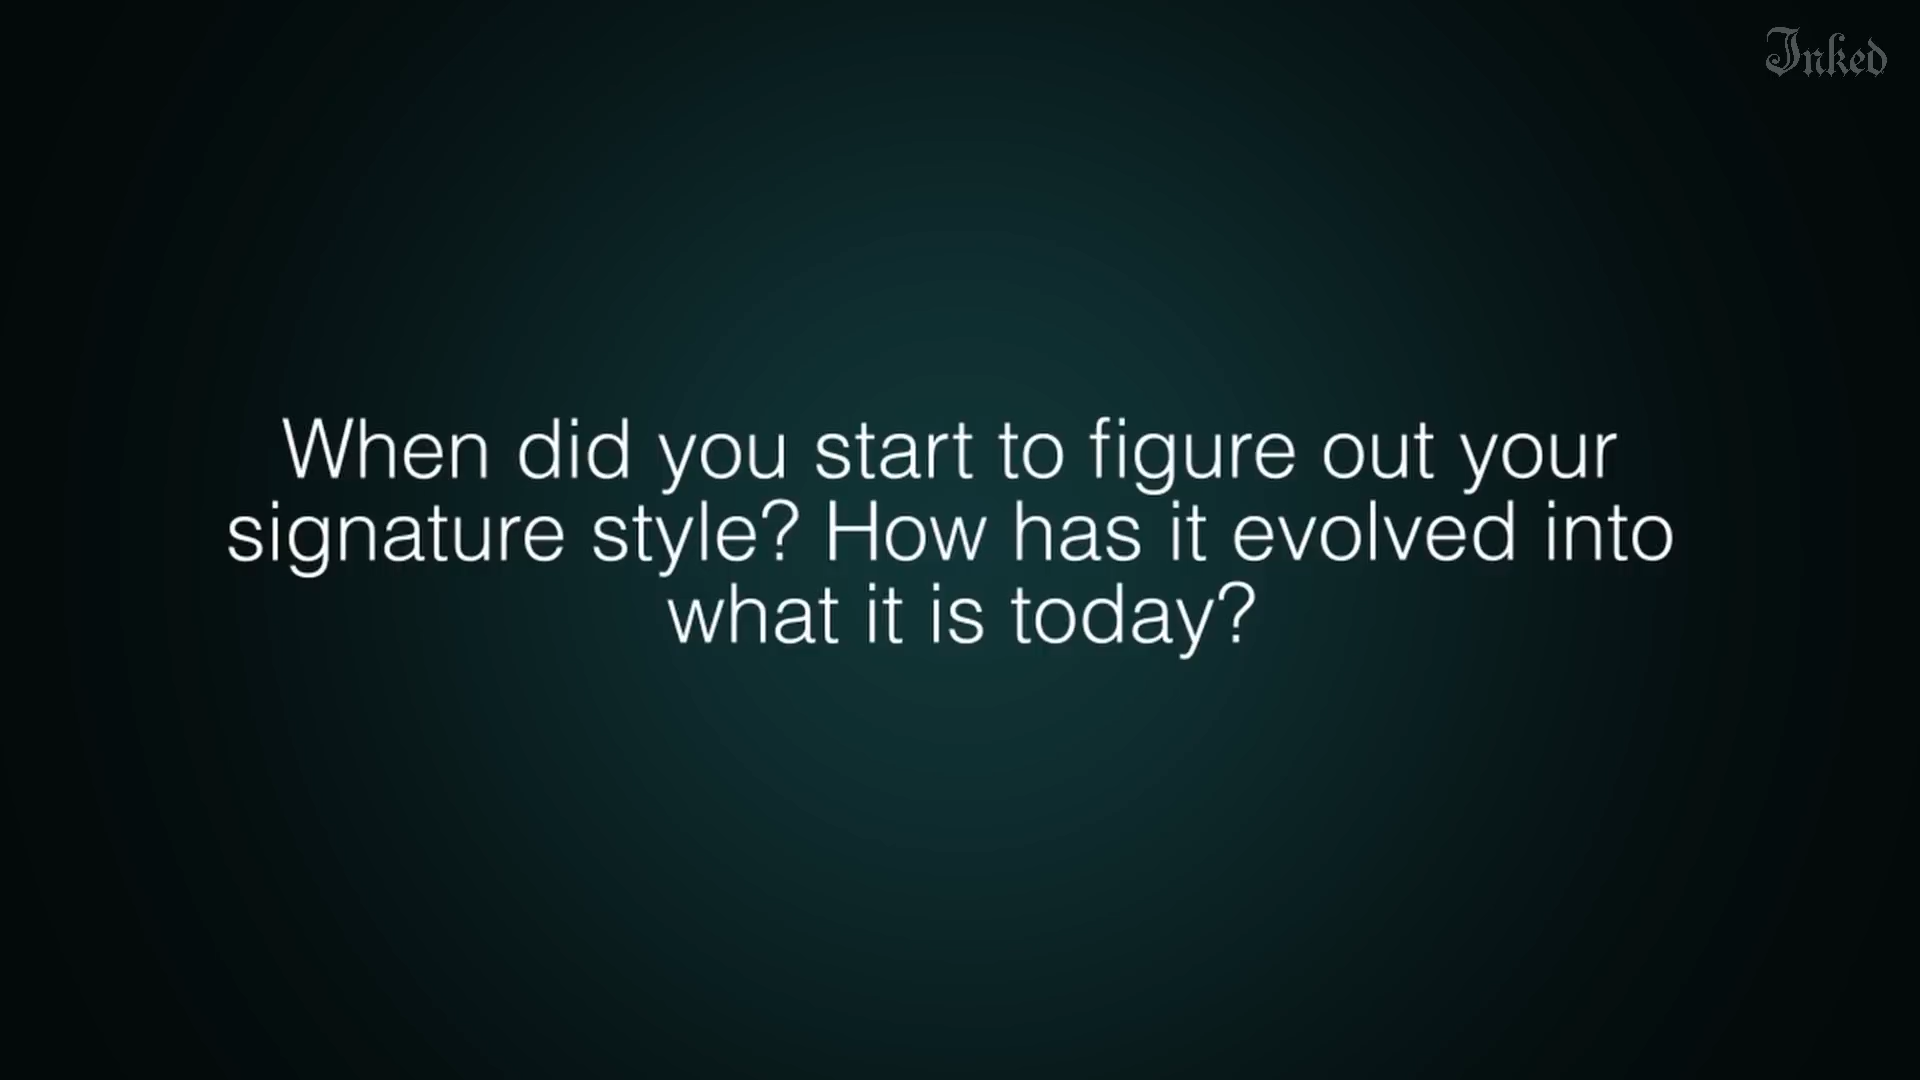 Inked
When did you start to figure out your
signature style? How has it evolved into
what it is today?